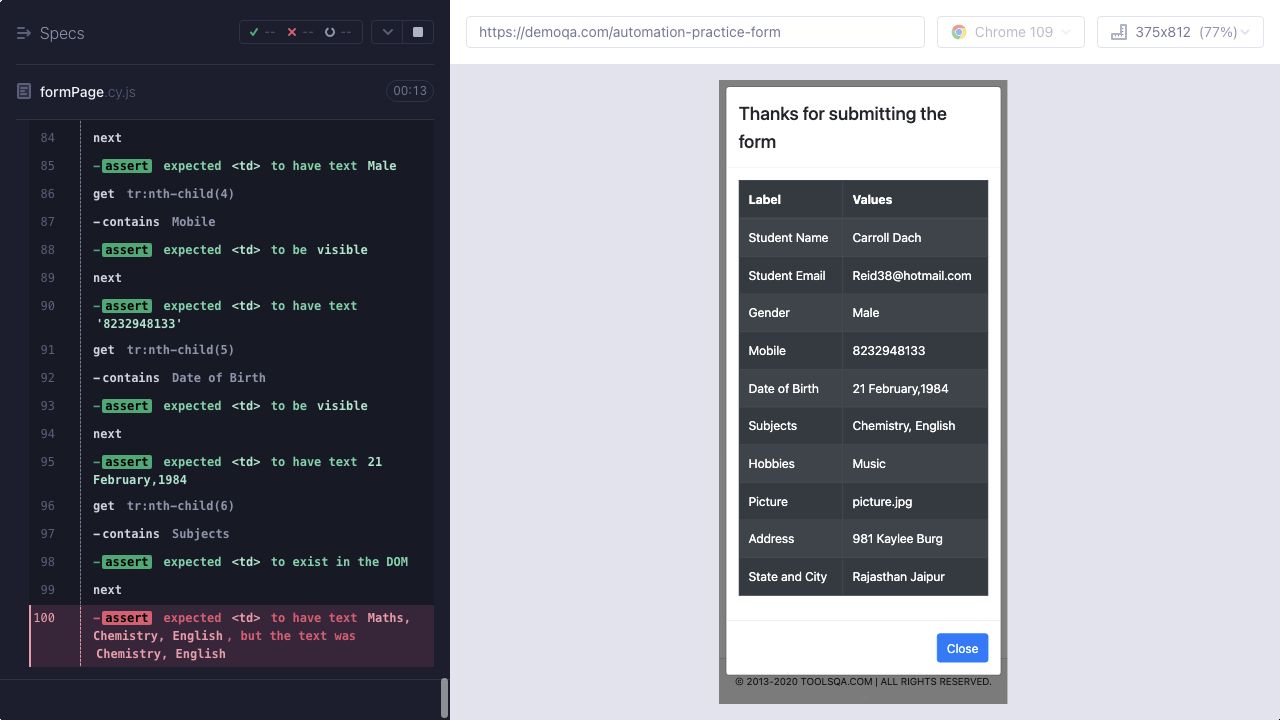 Specs
-- -- --
formPage.cy.js
00:13
84 next
85 -assert expected <td> to have text Male
86 get tr:nth-child(4)
87 -contains Mobile
88 -assert expected <td> to be visible
89 next
90 -assert expected <td> to have text
'8232948133'
91 get tr:nth-child(5)
92 -contains Date of Birth
93 -assert expected <td> to be visible
94 next
95 -assert expected <td> to have text 21
February,1984
96 get tr:nth-child(6)
97 -contains Subjects
98 -assert expected <td> to exist in the DOM
99 next
100 -assert expected <td> to have text Maths,
Chemistry, English, but the text was
Chemistry, English
https://demoqa.com/automation-practice-form
Chrome 109
375x812 (77%)
Thanks for submitting the
form
Label Values
Student Name Carroll Dach
Student Email Reid38@hotmail.com
Gender Male
Mobile 8232948133
Date of Birth 21 February,1984
Subjects Chemistry, English
Hobbies Music
Picture picture.jpg
Address 981 Kaylee Burg
State and City Rajasthan Jaipur
Close
© 2013-2020 TOOLSQA.COM | ALL RIGHTS RESERVED.